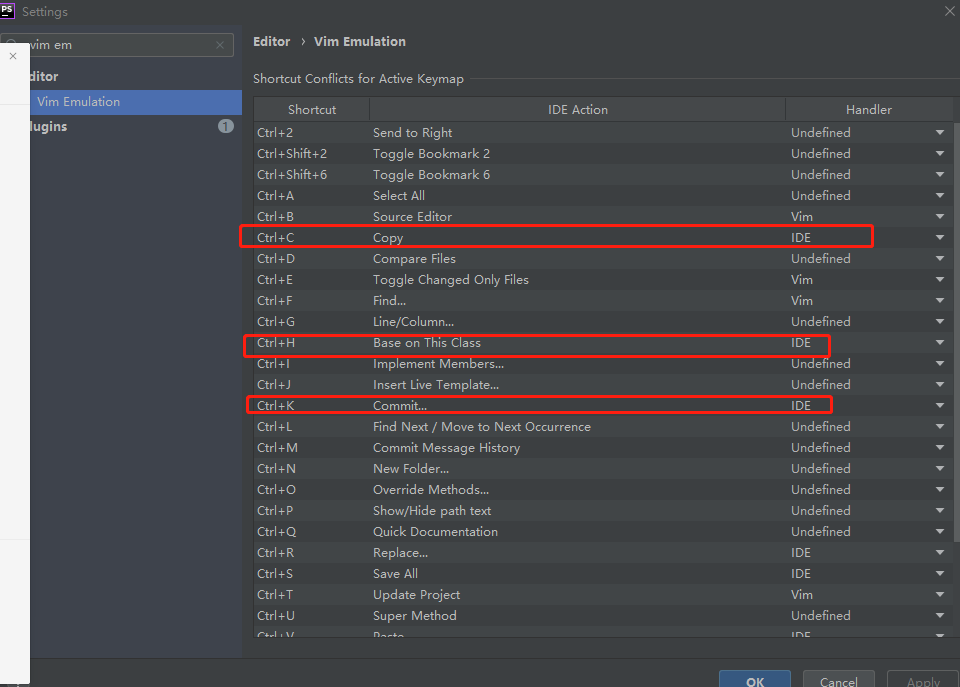 PS Settings
vim em
Editor › Vim Emulation
ditor
Shortcut Conflicts for Active Keymap
Vim Emulation
lugins 1
Shortcut IDE Action Handler
Ctrl+2 Send to Right Undefined
Ctrl+Shift+2 Toggle Bookmark 2 Undefined
Ctrl+Shift+6 Toggle Bookmark 6 Undefined
Ctrl+A Select All Undefined
Ctrl+B Source Editor Vim
Ctrl+C Copy IDE
Ctrl+D Compare Files Undefined
Ctrl+E Toggle Changed Only Files Vim
Ctrl+F Find... Vim
Ctrl+G Line/Column... Undefined
Ctrl+H Base on This Class IDE
Ctrl+I Implement Members... Undefined
Ctrl+J Insert Live Template... Undefined
Ctrl+K Commit... IDE
Ctrl+L Find Next / Move to Next Occurrence Undefined
Ctrl+M Commit Message History Undefined
Ctrl+N New Folder... Undefined
Ctrl+O Override Methods... Undefined
Ctrl+P Show/Hide path text Undefined
Ctrl+Q Quick Documentation Undefined
Ctrl+R Replace... IDE
Ctrl+S Save All IDE
Ctrl+T Update Project Vim
Ctrl+U Super Method Undefined
Ctrl+V Paste IDE
OK Cancel Apply